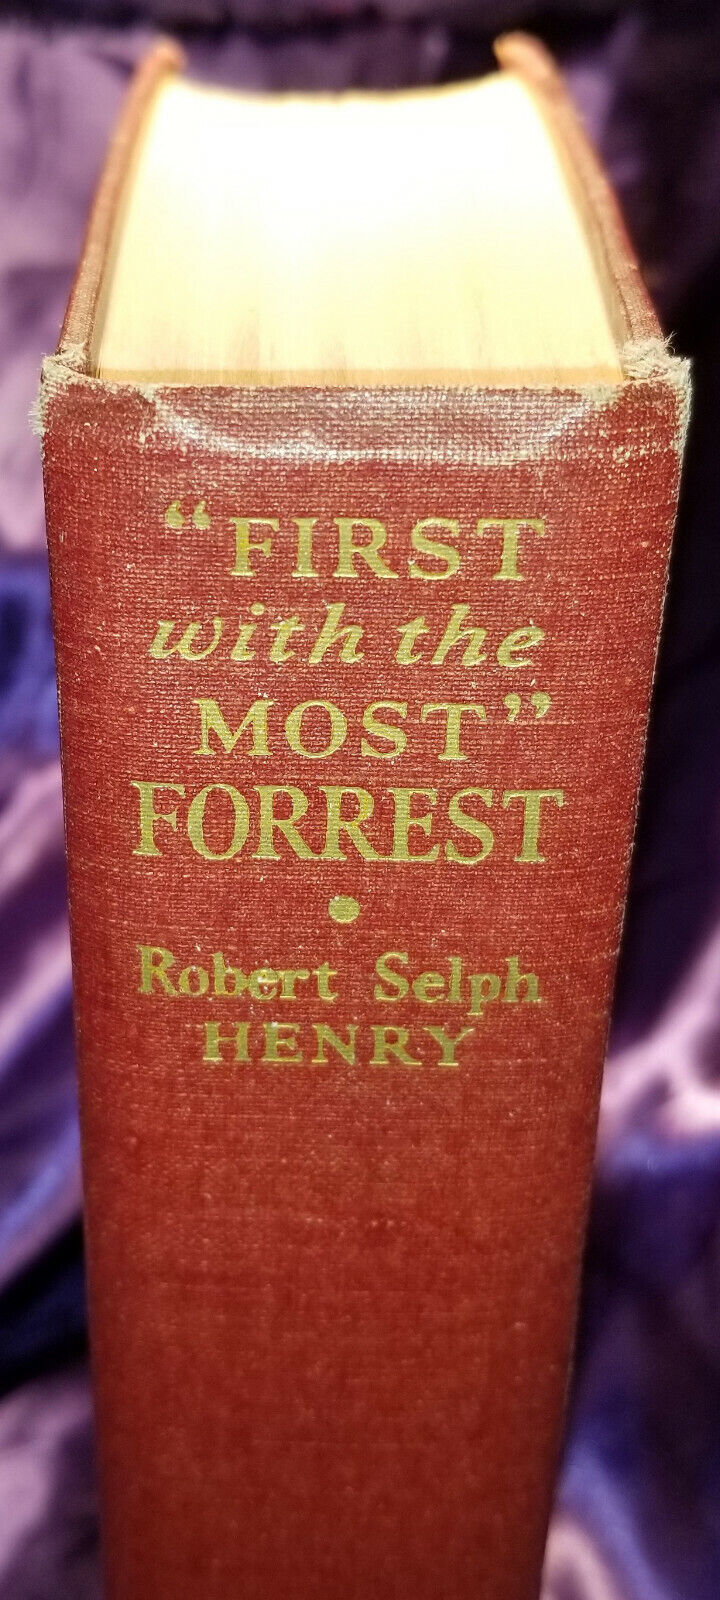 “FIRST
with the
MOST”
FORREST
•
Robert Selph
HENRY